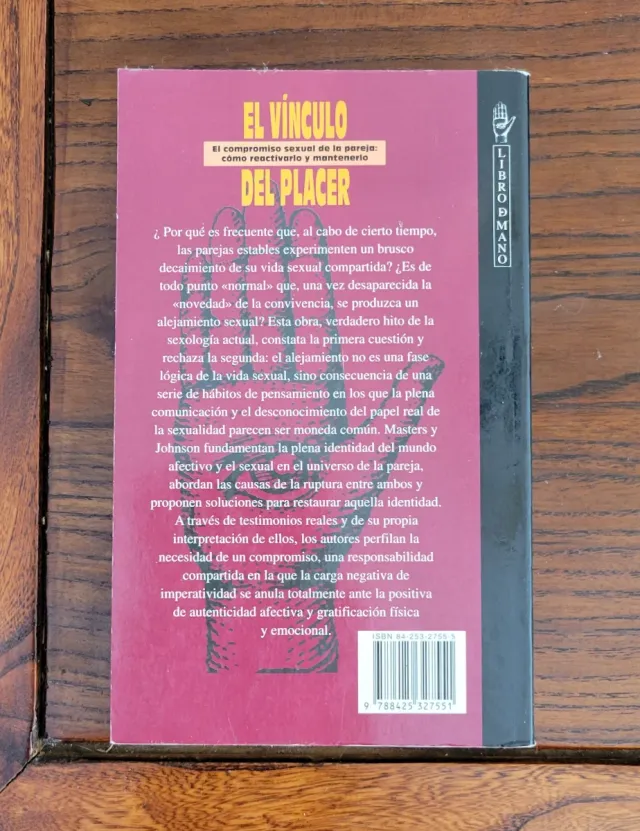 EL VÍNCULO
El compromiso sexual de la pareja:
cómo reactivarlo y mantenerlo
DEL PLACER
¿ Por qué es frecuente que, al cabo de cierto tiempo,
las parejas estables experimenten un brusco
decaimiento de su vida sexual compartida? ¿Es de
todo punto «normal» que, una vez desaparecida la
«novedad» de la convivencia, se produzca un
alejamiento sexual? Esta obra, verdadero hito de la
sexología actual, constata la primera cuestión y
rechaza la segunda: el alejamiento no es una fase
lógica de la vida sexual, sino consecuencia de una
serie de hábitos de pensamiento en los que la plena
comunicación y el desconocimiento del papel real de
la sexualidad parecen ser moneda común. Masters y
Johnson fundamentan la plena identidad del mundo
afectivo y el sexual en el universo de la pareja,
abordan las causas de la ruptura entre ambos y
proponen soluciones para restaurar aquella identidad.
A través de testimonios reales y de su propia
interpretación de ellos, los autores perfilan la
necesidad de un compromiso, una responsabilidad
compartida en la que la carga negativa de
imperatividad se anula totalmente ante la positiva
de autenticidad afectiva y gratificación física
y emocional.
ISBN 84-253-2755-5
9 788425 327551
LIBRO DE MANO